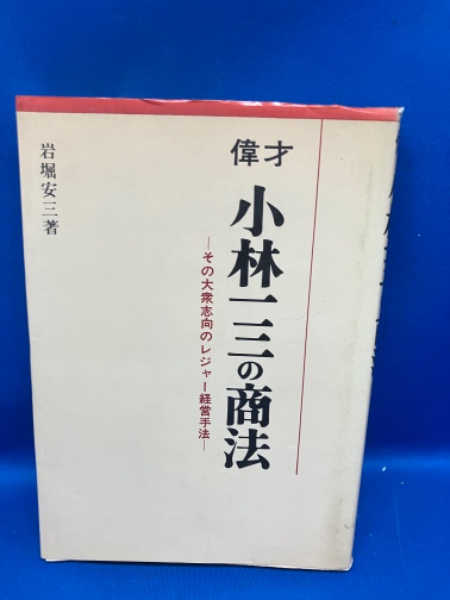 偉才
小林一三の商法
―その大衆志向のレジャー経営手法―
岩堀安三著